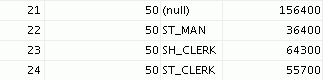 21 50 (null) 156400
22 50 ST_MAN 36400
23 50 SH_CLERK 64300
24 50 ST_CLERK 55700